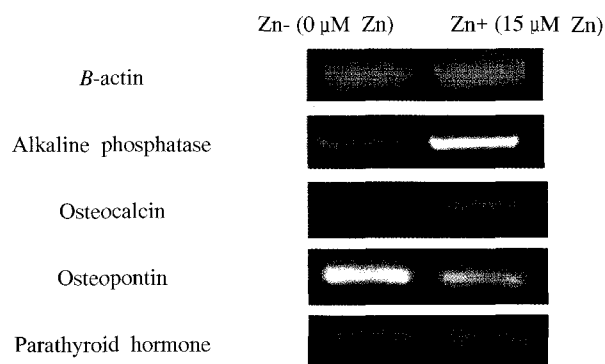 Zn- (0 μM Zn) Zn+ (15 μM Zn)
B-actin
Alkaline phosphatase
Osteocalcin
Osteopontin
Parathyroid hormone